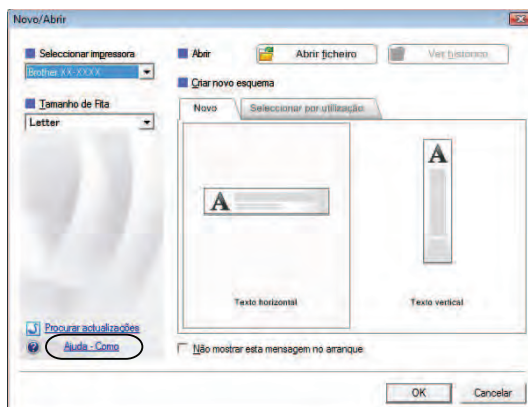 Novo/Abrir
Seleccionar impressora
Brother XX-XXXX
Tamanho de Fita
Letter
Procurar actualizações
Ajuda - Como
Abrir
Abrir ficheiro
Ver histórico
Criar novo esquema
Novo
Seleccionar por utilização
A
Texto horizontal
A
Texto vertical
Não mostrar esta mensagem no arranque
OK
Cancelar